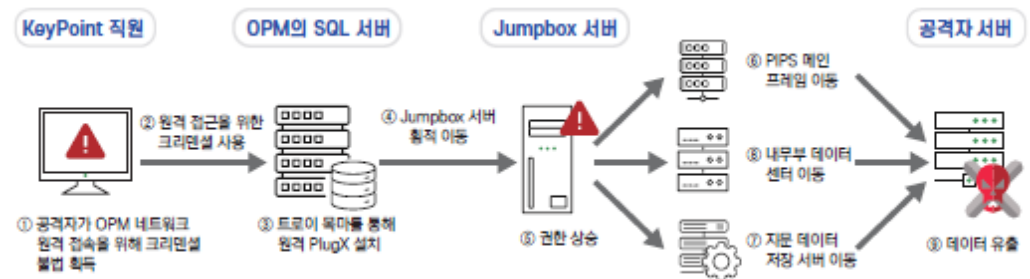 KeyPoint 직원
OPM의 SQL 서버
Jumpbox 서버
공격자 서버
② 원격 접근을 위한
크리덴셜 사용
④ Jumpbox 서버
횡적 이동
⑥ PIPS 메인
프레임 이동
⑧ 내무부 데이터
센터 이동
① 공격자가 OPM 네트워크
원격 접속을 위해 크리덴셜
불법 획득
③ 트로이 목마를 통해
원격 PlugX 설치
⑤ 권한 상승
⑦ 지문 데이터
저장 서버 이동
⑨ 데이터 유출